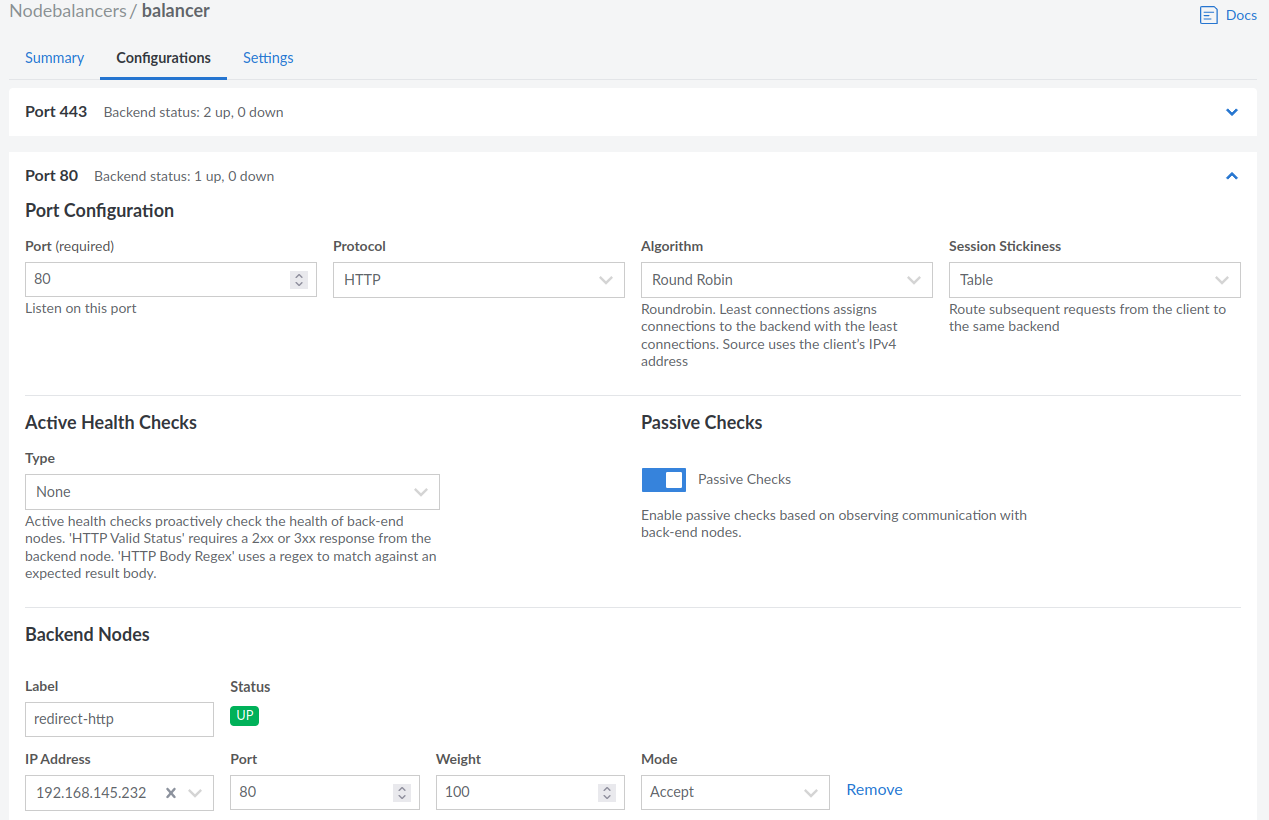 Nodebalancers / balancer
Docs
Summary Configurations Settings
Port 443 Backend status: 2 up, 0 down
Port 80 Backend status: 1 up, 0 down
Port Configuration
Port (required) Protocol Algorithm Session Stickiness
80 HTTP Round Robin Table
Listen on this port
Roundrobin. Least connections assigns
connections to the backend with the least
connections. Source uses the client's IPv4
address
Route subsequent requests from the client to
the same backend
Active Health Checks
Type
None
Active health checks proactively check the health of back-end
nodes. 'HTTP Valid Status' requires a 2xx or 3xx response from the
backend node. 'HTTP Body Regex' uses a regex to match against an
expected result body.
Passive Checks
Passive Checks
Enable passive checks based on observing communication with
back-end nodes.
Backend Nodes
Label Status
redirect-http UP
IP Address Port Weight Mode
192.168.145.232 80 100 Accept Remove